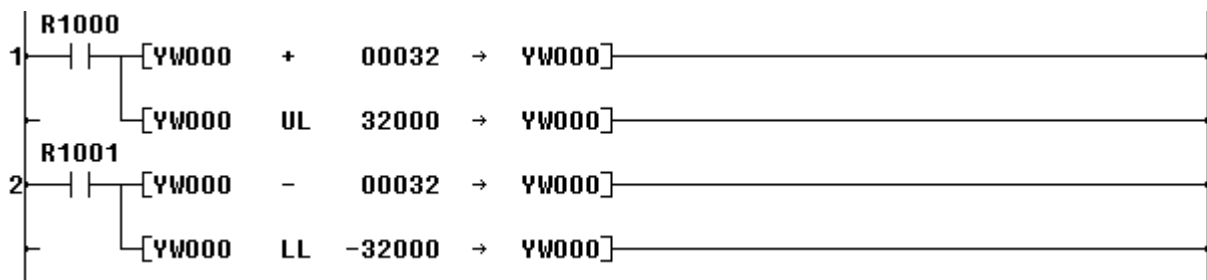 R1000
1 [YW000 + 00032 → YW000]
[YW000 UL 32000 → YW000]
R1001
2 [YW000 - 00032 → YW000]
[YW000 LL -32000 → YW000]